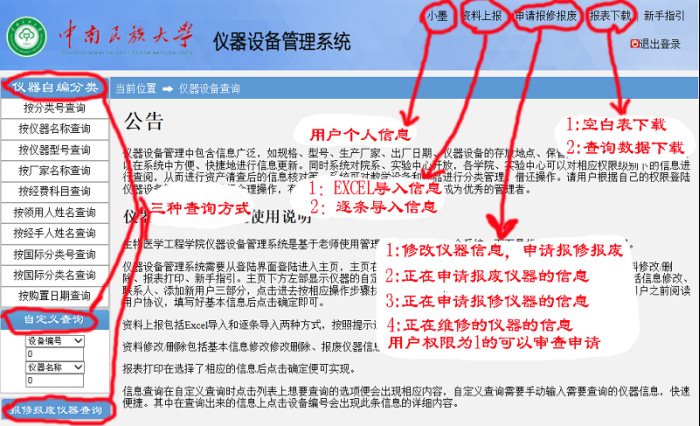 小墨 资料上报 申请报修报废 报表下载 新手指引
中南民族大学 仪器设备管理系统
退出登录
仪器自编分类
当前位置 仪器设备查询
按分类号查询
按仪器名称查询
按仪器型号查询
按厂家名称查询
按经费科目查询
按领用人姓名查询
按经手人姓名查询
按国际分类号查询
按国际分类名查询
按购置日期查询
自定义查询
设备编号
0
仪器名称
0
报修报废仪器查询
公告
用户个人信息
1:空白表下载
2:查询数据下载
仪器设备管理中包含信息广泛，如规格、型号、生产厂家、出厂日期、仪器设备的存放地点、保
以在系统中方便、快捷地进行信息更新。同时系统对院系、实验中心开放，各学院、实验中心可以对相应权限级别下的信息进
行查阅，从而进行资产清查后的信息核对
进行分类管理、借还操作。请用户根据自己的权限登陆
成为优秀的管理者。
1: EXCEl导入信息
2: 逐条导入信息
三种查询方式
使用说明
生物医学工程学院仪器设备管理系统是基于老师使用管理
仪器设备管理系统需要从登陆界面登陆进入主页，主页右
料修改删
除、报表打印、新手指引。主页下方左部显示仪器的自定
包括信息修改、
联系人、添加新用户三部分，点击进去按相应操作步骤
用户之前阅读
用户协议，填写好基本信息后点击确定即可。
1:修改仪器信息，申请报修报废
2:正在申请报废仪器的信息
3:正在申请报修仪器的信息
4:正在维修的仪器的信息
用户权限为1的可以审查申请
资料上报包括Excel导入和逐条导入两种方式，按照提示
资料修改删除包括基本信息修改修改删除、报废仪器信息
报表打印在选择了相应的信息后点击确定便可实现。
信息查询在自定义查询时点击列表上想要查询的选项便会出现相应内容，自定义查询需要手动输入需要查询的仪器信息，快速
便捷。其中在查询出来的信息上点击设备编号会出现此条信息的详细内容。